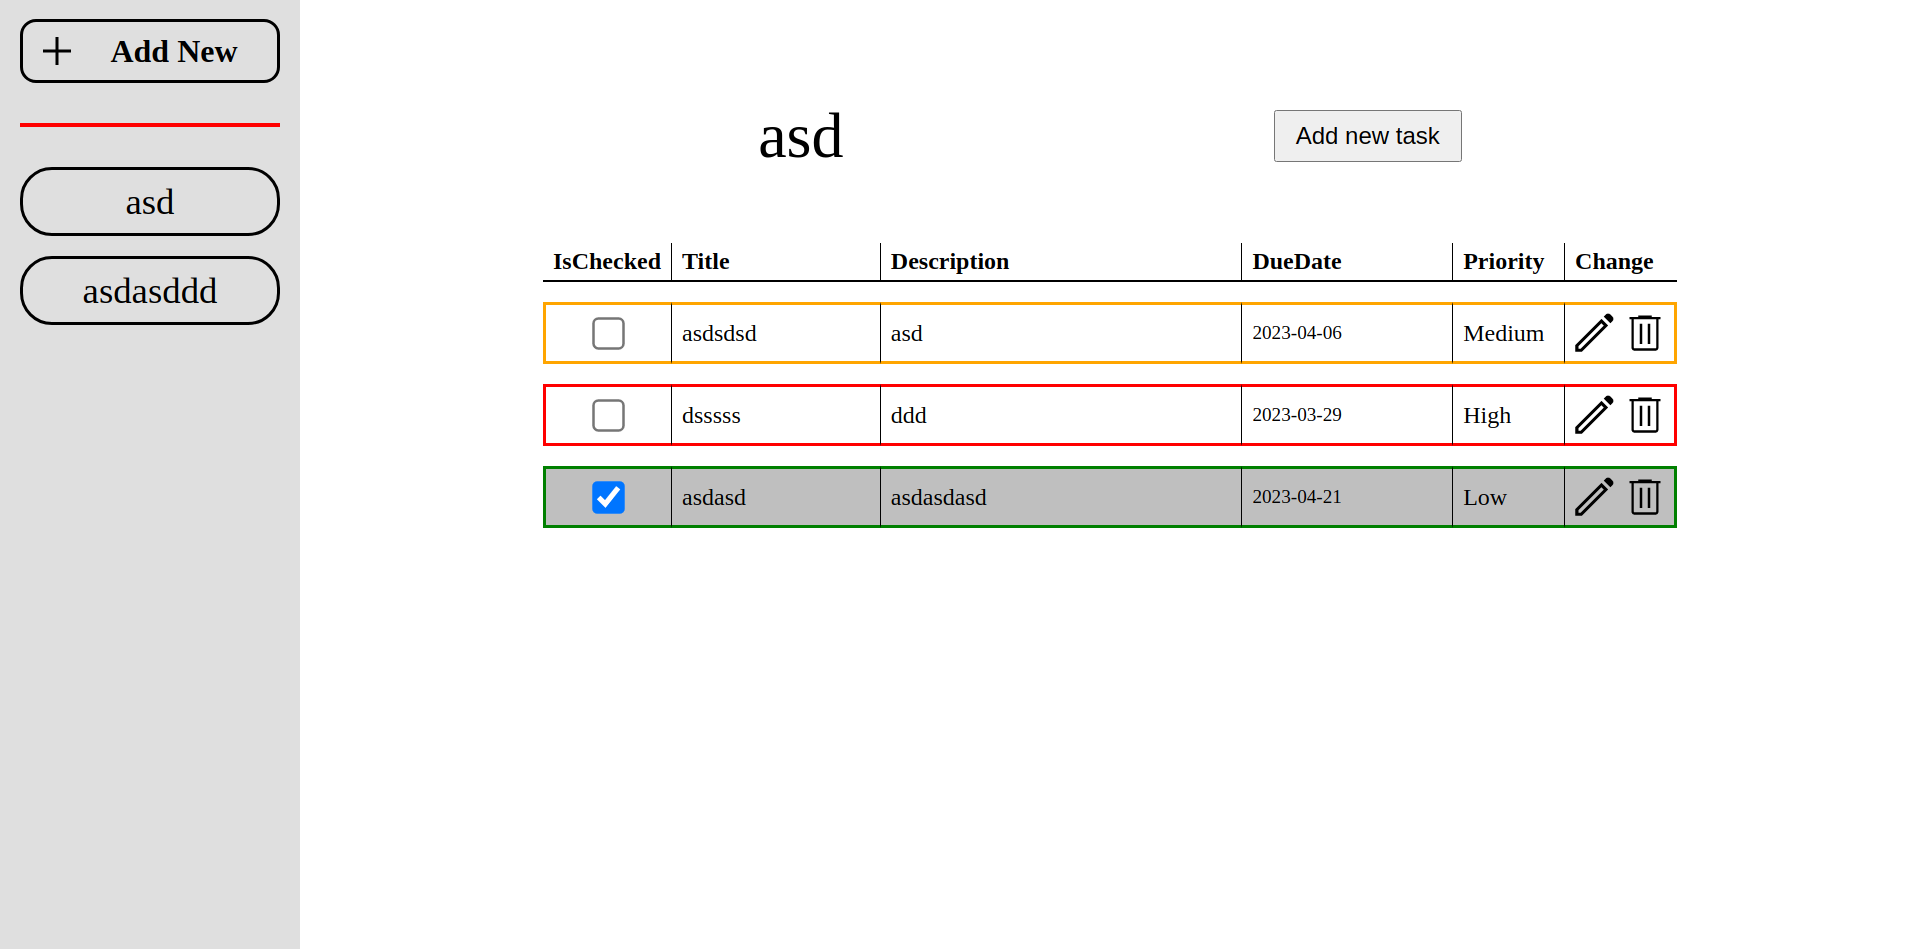 Add New
asd
asdasddd
asd
Add new task
IsChecked Title Description DueDate Priority Change
asdsdsd asd 2023-04-06 Medium
dsssss ddd 2023-03-29 High
asdasd asdasdasd 2023-04-21 Low